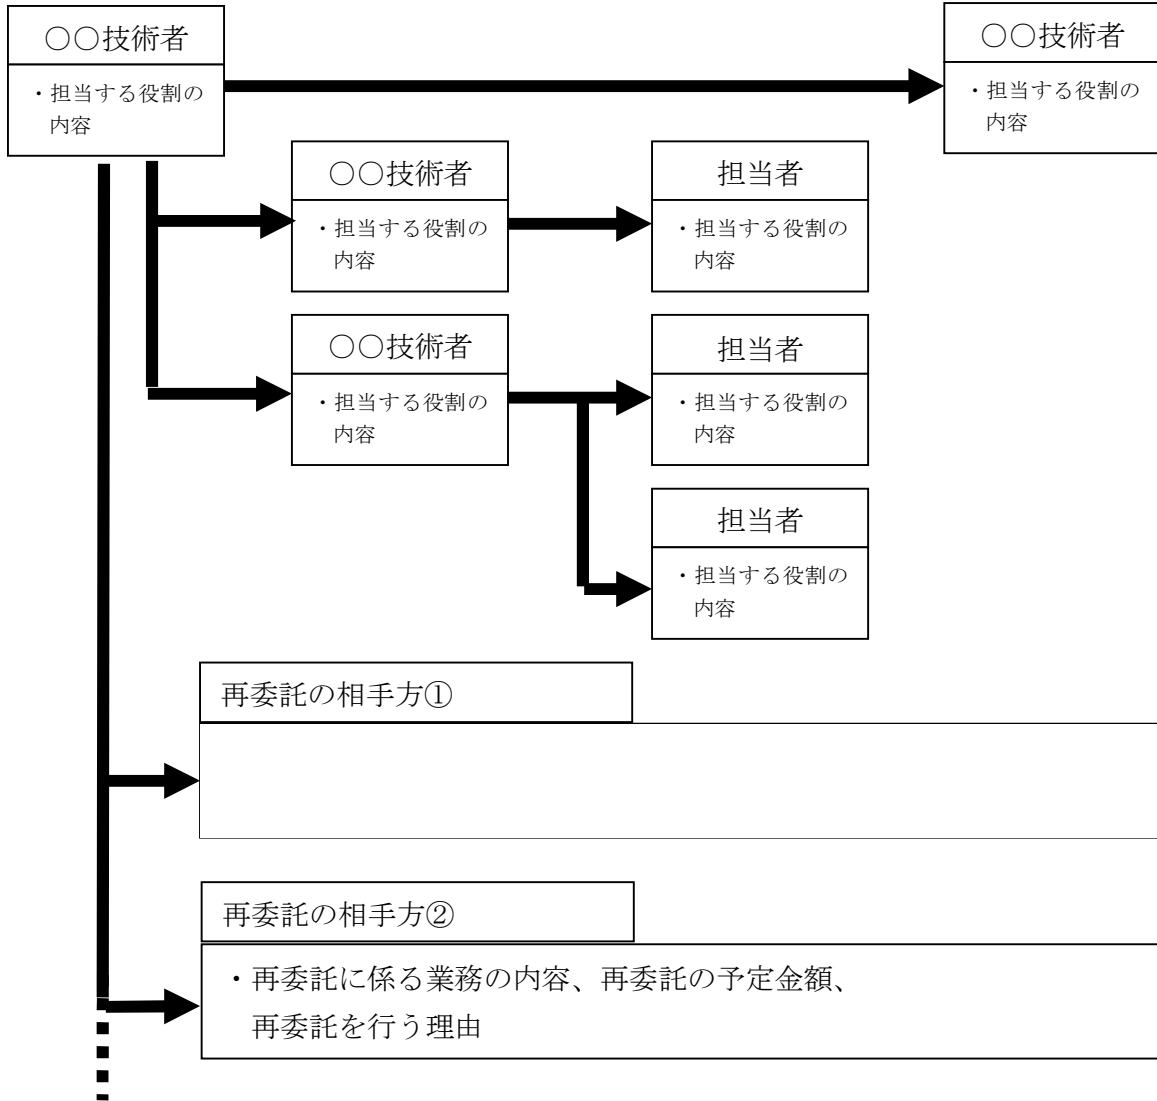 ○○技術者
・担当する役割の
内容
○○技術者
・担当する役割の
内容
○○技術者
・担当する役割の
内容
担当者
・担当する役割の
内容
○○技術者
・担当する役割の
内容
担当者
・担当する役割の
内容
担当者
・担当する役割の
内容
再委託の相手方①
再委託の相手方②
・再委託に係る業務の内容、再委託の予定金額、
再委託を行う理由